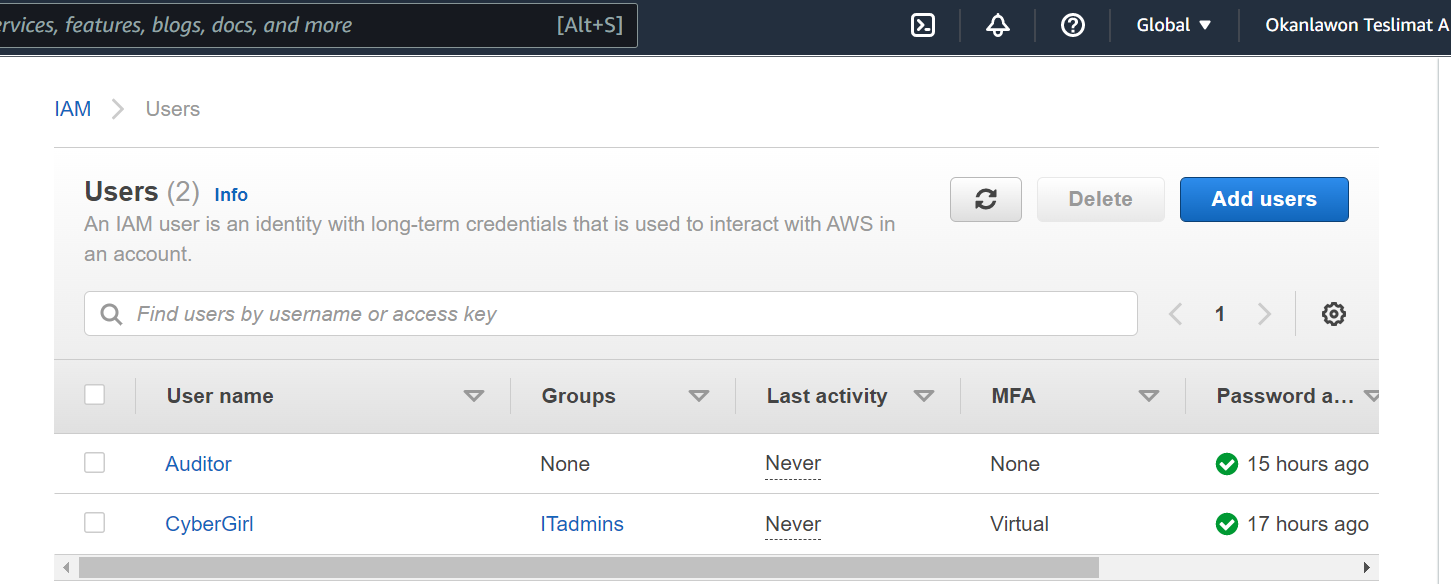 ervices, features, blogs, docs, and more [Alt+S] Global Okanlawon Teslimat A
IAM Users
Users (2) Info
Delete Add users
An IAM user is an identity with long-term credentials that is used to interact with AWS in
an account.
Find users by username or access key 1
User name Groups Last activity MFA Password a…
Auditor None Never None 15 hours ago
CyberGirl ITadmins Never Virtual 17 hours ago